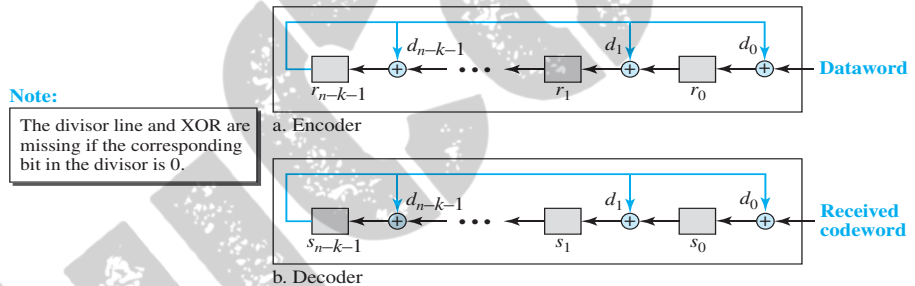 d_{n–k–1} d_1 d_0
Dataword
r_{n–k–1} r_1 r_0
a. Encoder
Note:
The divisor line and XOR are
missing if the corresponding
bit in the divisor is 0.
d_{n–k–1} d_1 d_0
Received
codeword
s_{n–k–1} s_1 s_0
b. Decoder